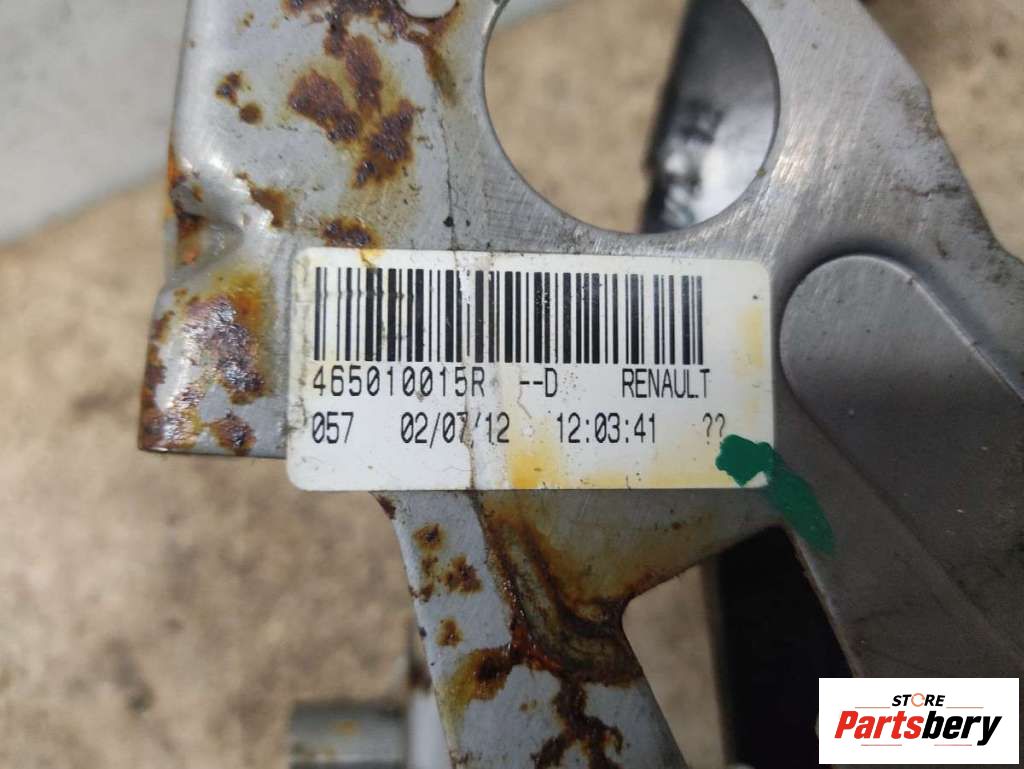 465010015R --D RENAULT
057 02/07/12 12:03:41 ??
STORE
Partsbery